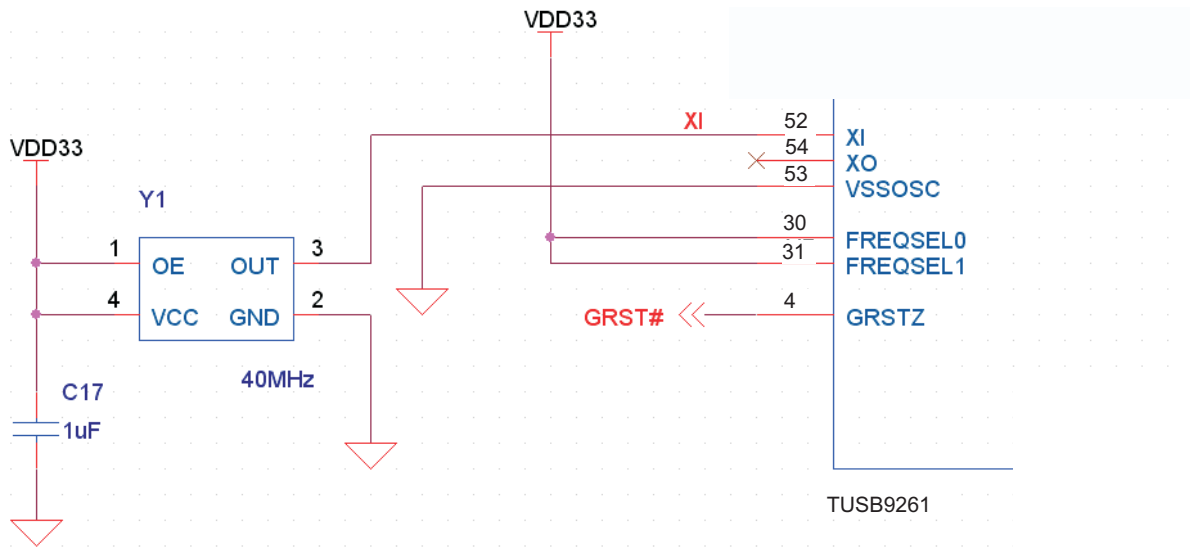 VDD33
XI 52 XI
54 XO
53 VSSOSC
VDD33
Y1
30 FREQSEL0
31 FREQSEL1
1 OE OUT 3
4 VCC GND 2
GRST# 4 GRSTZ
40MHz
C17
1uF
TUSB9261